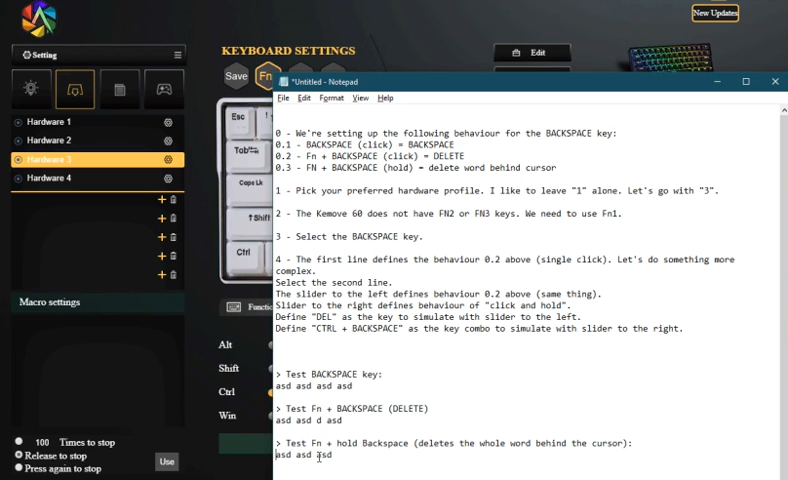 New Updates
Setting
KEYBOARD SETTINGS
Edit
Save
Fn
Hardware 1
Hardware 2
Hardware 3
Hardware 4
Macro settings
100 Times to stop
Release to stop
Press again to stop
Use
Esc
Tab
Caps Lk
Shift
Ctrl
Alt
Shift
Ctrl
Win
*Untitled - Notepad
File Edit Format View Help
0 - We're setting up the following behaviour for the BACKSPACE key:
0.1 - BACKSPACE (click) = BACKSPACE
0.2 - Fn + BACKSPACE (click) = DELETE
0.3 - FN + BACKSPACE (hold) = delete word behind cursor
1 - Pick your preferred hardware profile. I like to leave "1" alone. Let's go with "3".
2 - The Kemove 60 does not have FN2 or FN3 keys. We need to use Fn1.
3 - Select the BACKSPACE key.
4 - The first line defines the behaviour 0.2 above (single click). Let's do something more
complex.
Select the second line.
The slider to the left defines behaviour 0.2 above (same thing).
Slider to the right defines behaviour of "click and hold".
Define "DEL" as the key to simulate with slider to the left.
Define "CTRL + BACKSPACE" as the key combo to simulate with slider to the right.
> Test BACKSPACE key:
asd asd asd asd
> Test Fn + BACKSPACE (DELETE)
asd asd d asd
> Test Fn + hold Backspace (deletes the whole word behind the cursor):
asd asd asd